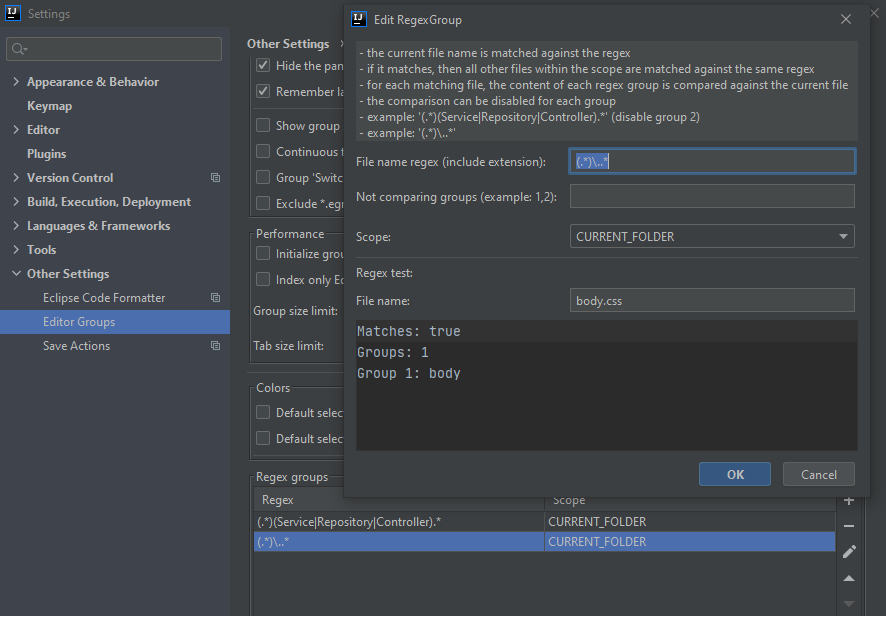 Settings
Appearance & Behavior
Keymap
Editor
Plugins
Version Control
Build, Execution, Deployment
Languages & Frameworks
Tools
Other Settings
Eclipse Code Formatter
Editor Groups
Save Actions
Other Settings
Hide the pan
Remember la
Show group
Continuous
Group 'Switc
Exclude *.egr
Performance
Initialize grou
Index only Ed
Group size limit:
Tab size limit:
Colors
Default selec
Default selec
Regex groups
Regex Scope
(.*)(Service|Repository|Controller).* CURRENT_FOLDER
(.*)\..* CURRENT_FOLDER
Edit RegexGroup
- the current file name is matched against the regex
- if it matches, then all other files within the scope are matched against the same regex
- for each matching file, the content of each regex group is compared against the current file
- the comparison can be disabled for each group
- example: '(.*)(Service|Repository|Controller).*' (disable group 2)
- example: '(.*)\..*'
File name regex (include extension): (.*)\..*
Not comparing groups (example: 1,2):
Scope: CURRENT_FOLDER
Regex test:
File name: body.css
Matches: true
Groups: 1
Group 1: body
OK Cancel